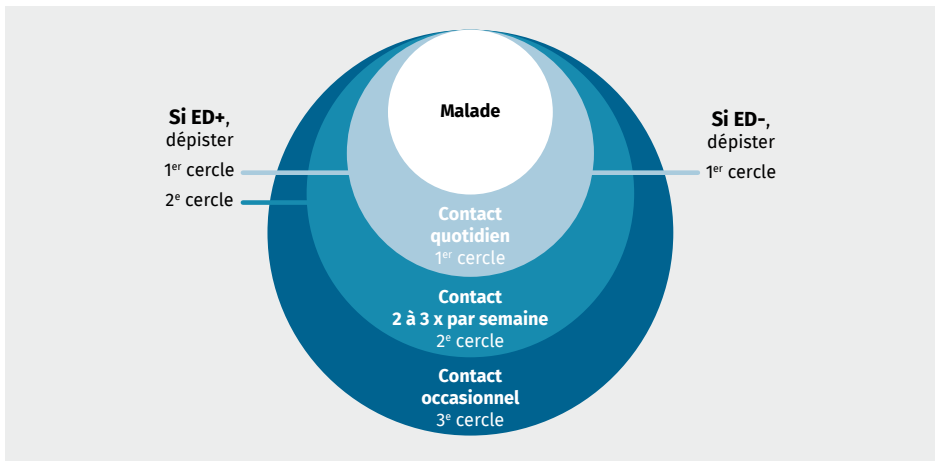 Malade
Si ED+,
dépister
1er cercle
2e cercle
Si ED-,
dépister
1er cercle
Contact
quotidien
1er cercle
Contact
2 à 3 x par semaine
2e cercle
Contact
occasionnel
3e cercle